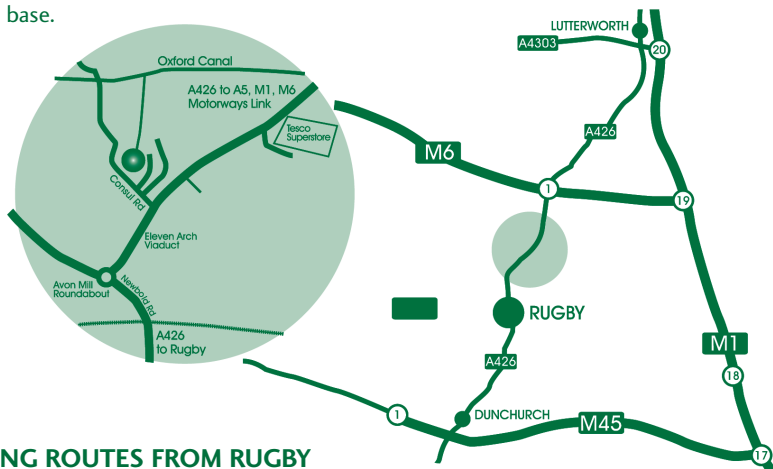 base.
Oxford Canal
A426 to A5, M1, M6
Motorways Link
Tesco
Superstore
Consul Rd
Eleven Arch
Viaduct
Avon Mill
Roundabout
Newbold Rd
A426
to Rugby
LUTTERWORTH
A4303
20
A426
M6
1
19
RUGBY
M1
A426
18
1
DUNCHURCH
M45
17
NG ROUTES FROM RUGBY